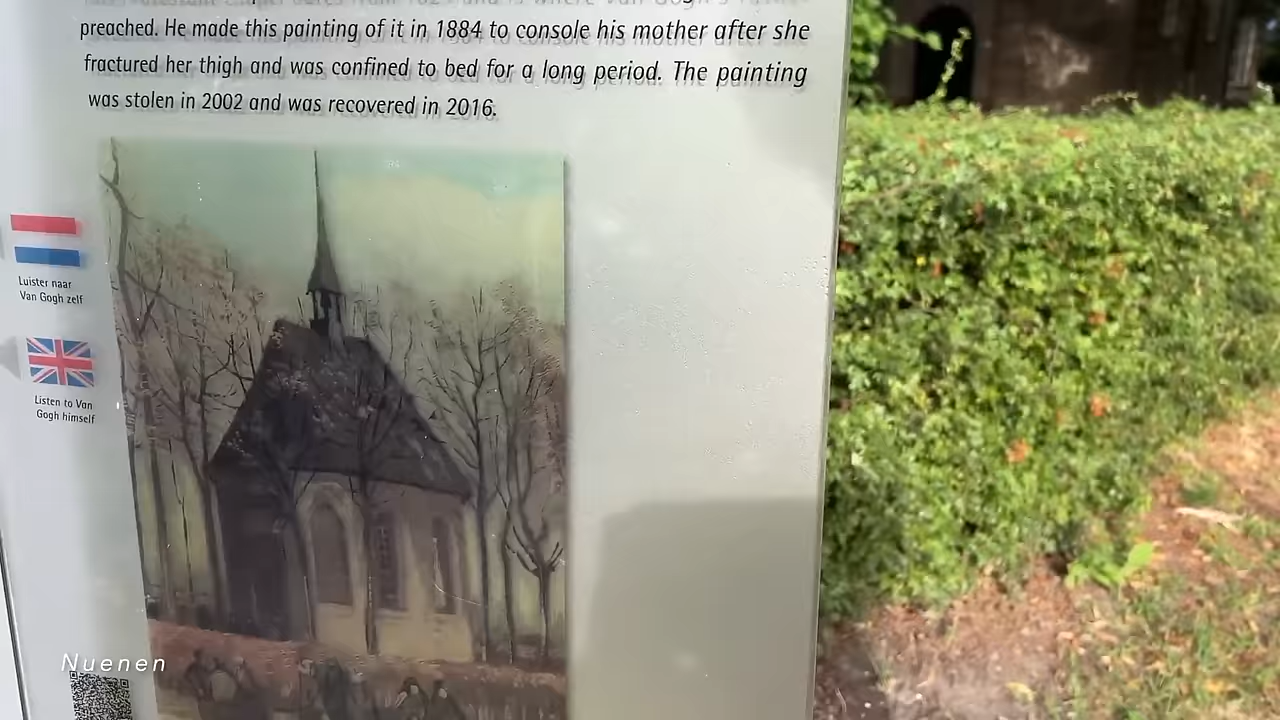 preached. He made this painting of it in 1884 to console his mother after she
fractured her thigh and was confined to bed for a long period. The painting
was stolen in 2002 and was recovered in 2016.
Luister naar
Van Gogh zelf
Listen to Van
Gogh himself
Nuenen